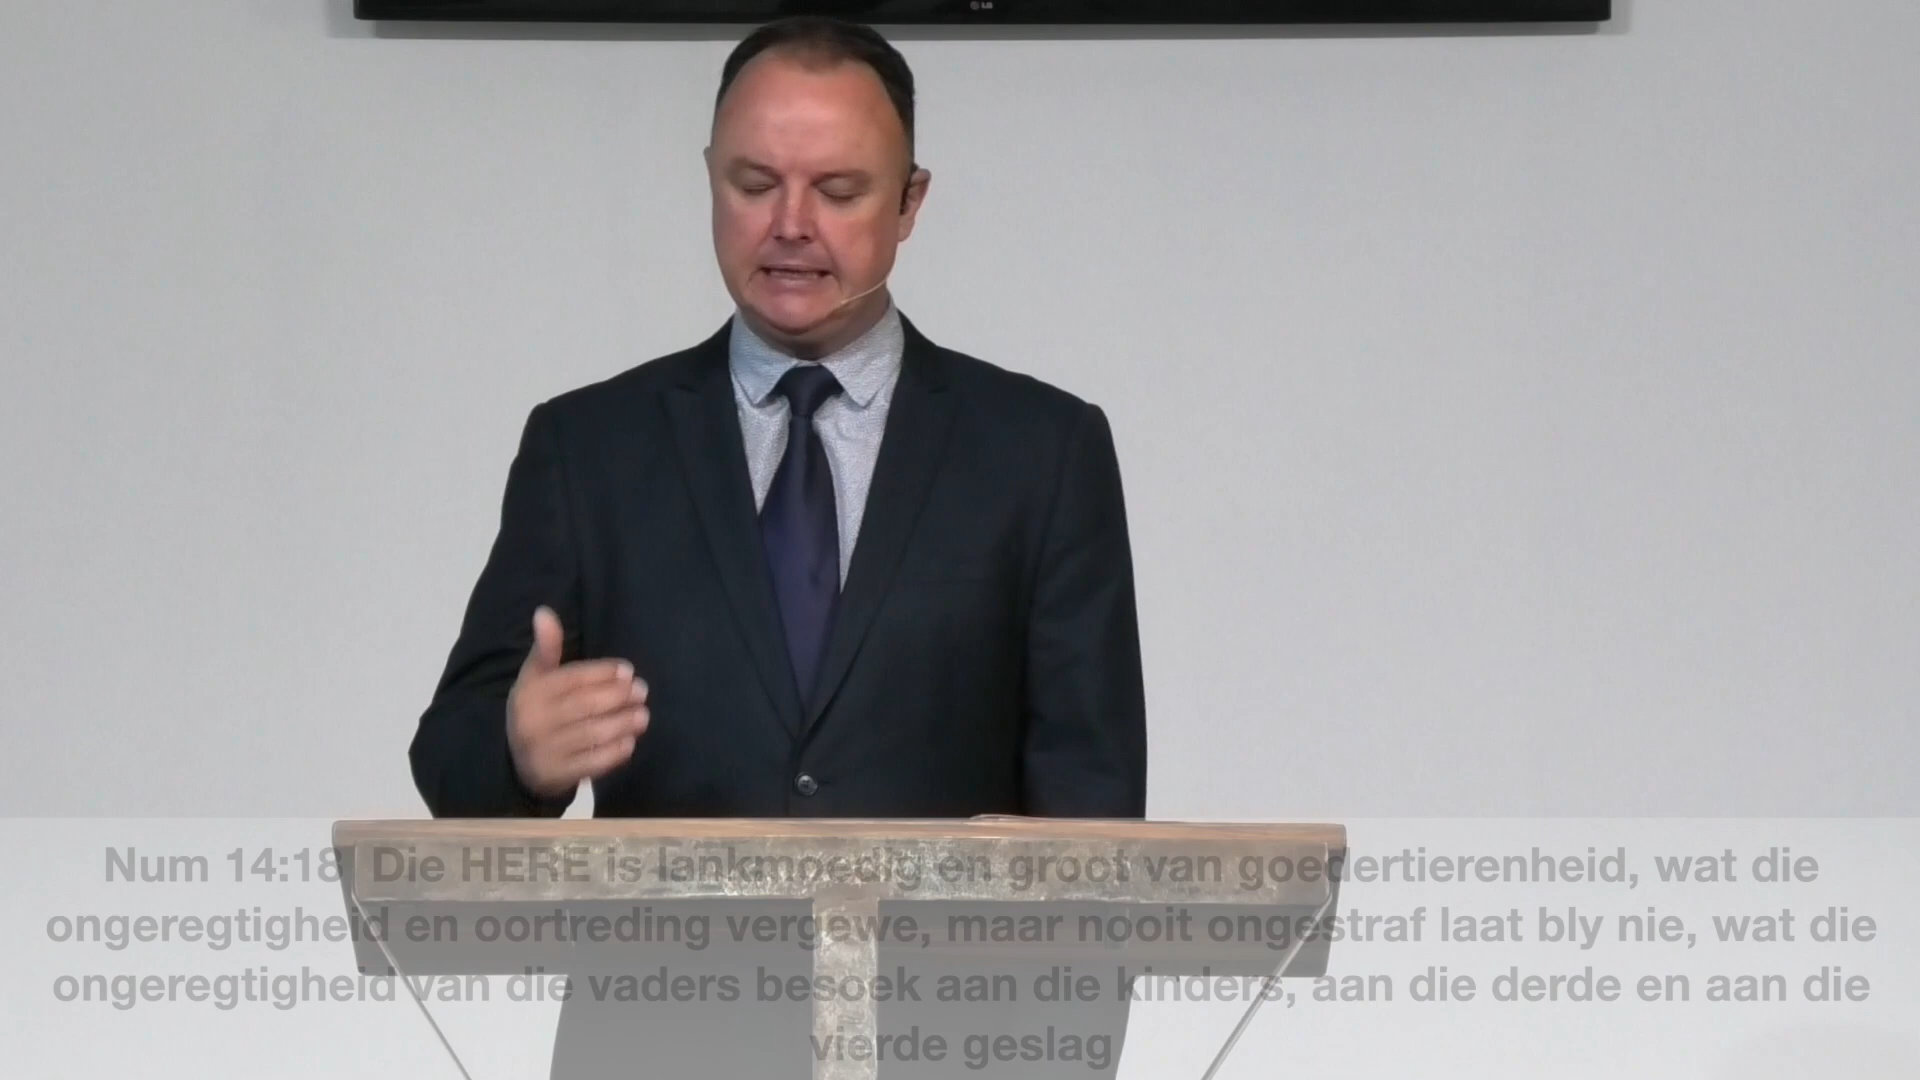 LG
Num 14:18 Die HERE is lankmoedig en groot van goedertierenheid, wat die
ongeregtigheid en oortreding vergewe, maar nooit ongestraf laat bly nie, wat die
ongeregtigheid van die vaders besoek aan die kinders, aan die derde en aan die
vierde geslag